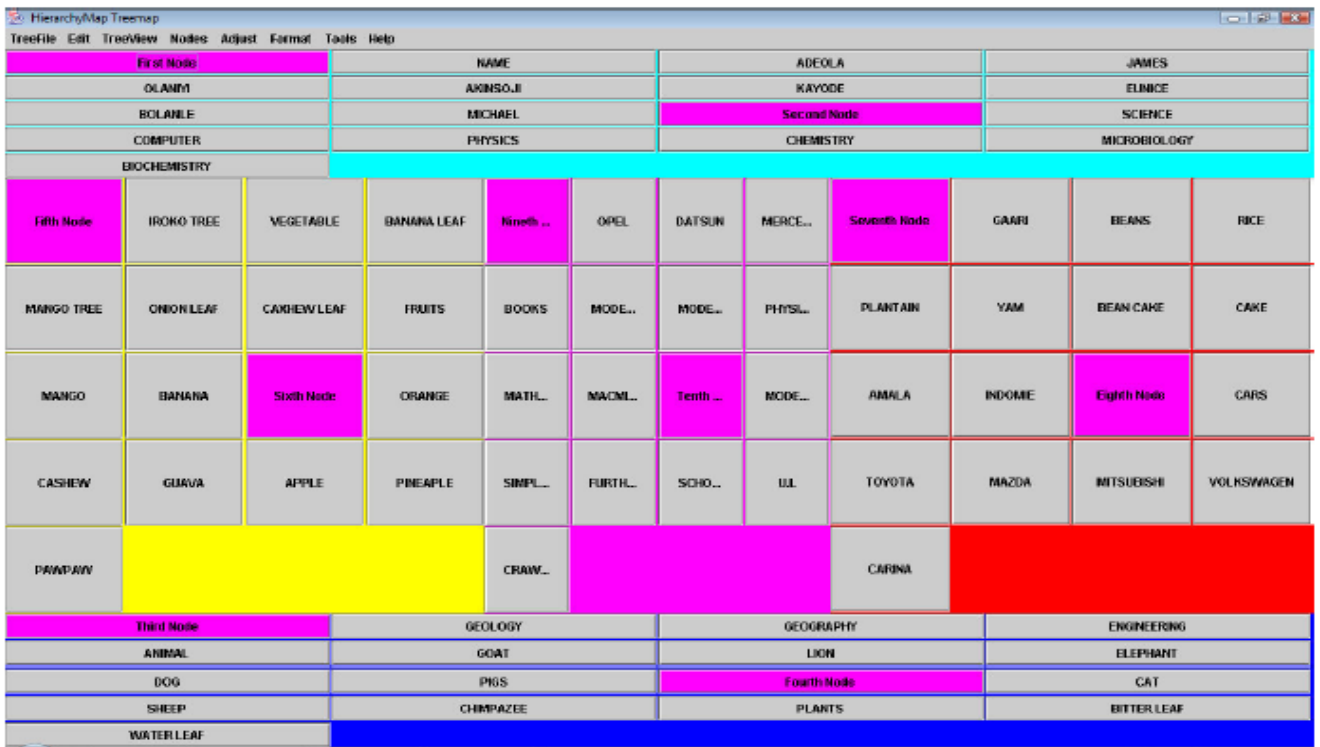 HierarchyMap Treemap
TreeFile Edit TreeView Nodes Adjust Format Tools Help
First Node NAME ADEOLA JAMES
OLANIYI AKINSOJI KAYODE EUNICE
BOLANLE MICHAEL Second Node SCIENCE
COMPUTER PHYSICS CHEMISTRY MICROBIOLOGY
BIOCHEMISTRY
Fifth Node IROKO TREE VEGETABLE BANANA LEAF Nineth ... OPEL DATSUN MERCE... Seventh Node GAARI BEANS RICE
MANGO TREE ONION LEAF CAXHEW LEAF FRUITS BOOKS MODE... MODE... PHYSI... PLANTAIN YAM BEAN CAKE CAKE
MANGO BANANA Sixth Node ORANGE MATH... MACMI... Tenth ... MODE... AMALA INDOMIE Eighth Node CARS
CASHEW GUAVA APPLE PINEAPLE SIMPL... FURTH... SCHO... U.I. TOYOTA MAZDA MITSUBISHI VOLKSWAGEN
PAWPAW CRAW... CARINA
Third Node GEOLOGY GEOGRAPHY ENGINEERING
ANIMAL GOAT LION ELEPHANT
DOG PIGS Fourth Node CAT
SHEEP CHIMPAZEE PLANTS BITTER LEAF
WATER LEAF